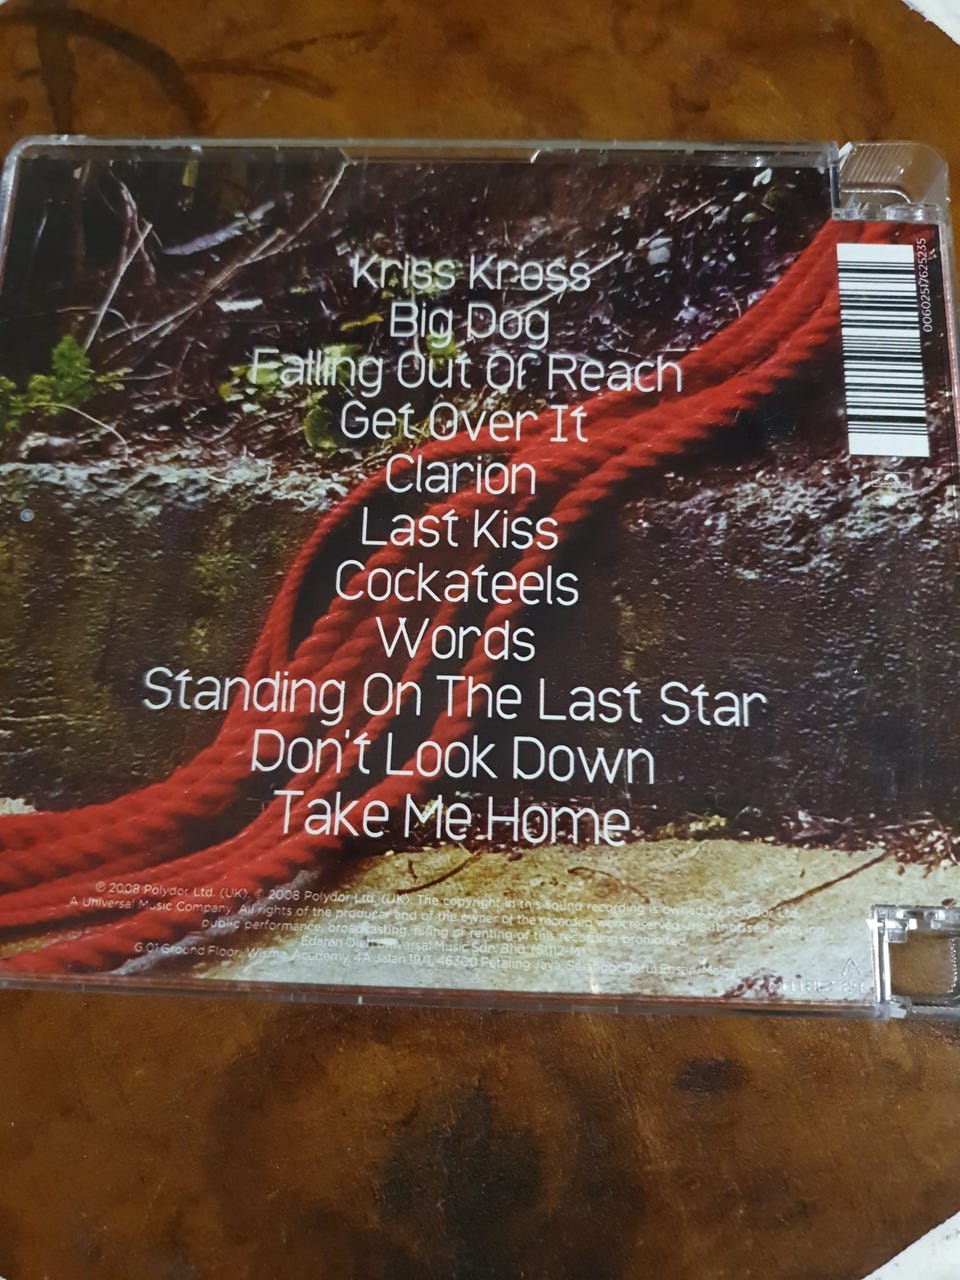 Kriss Kross
Big Dog
Falling Out Of Reach
Get Over It
Clarion
Last Kiss
Cockateels
Words
Standing On The Last Star
Don't Look Down
Take Me Home
00602517625235
© 2008 Polydor Ltd. (UK). ℗ 2008 Polydor Ltd. (UK). The copyright in this sound recording is owned by Polydor Ltd.
A Universal Music Company. All rights of the producer and of the owner of the recorded work reserved. Unauthorised copying
public performance, broadcasting, hiring or renting of this recording prohibited.
Edaran Oleh Universal Music Sdn. Bhd.
G.01 Ground Floor, Wisma Academy, 4A Jalan 19/1, 46300 Petaling Jaya, Selangor Darul Ehsan,